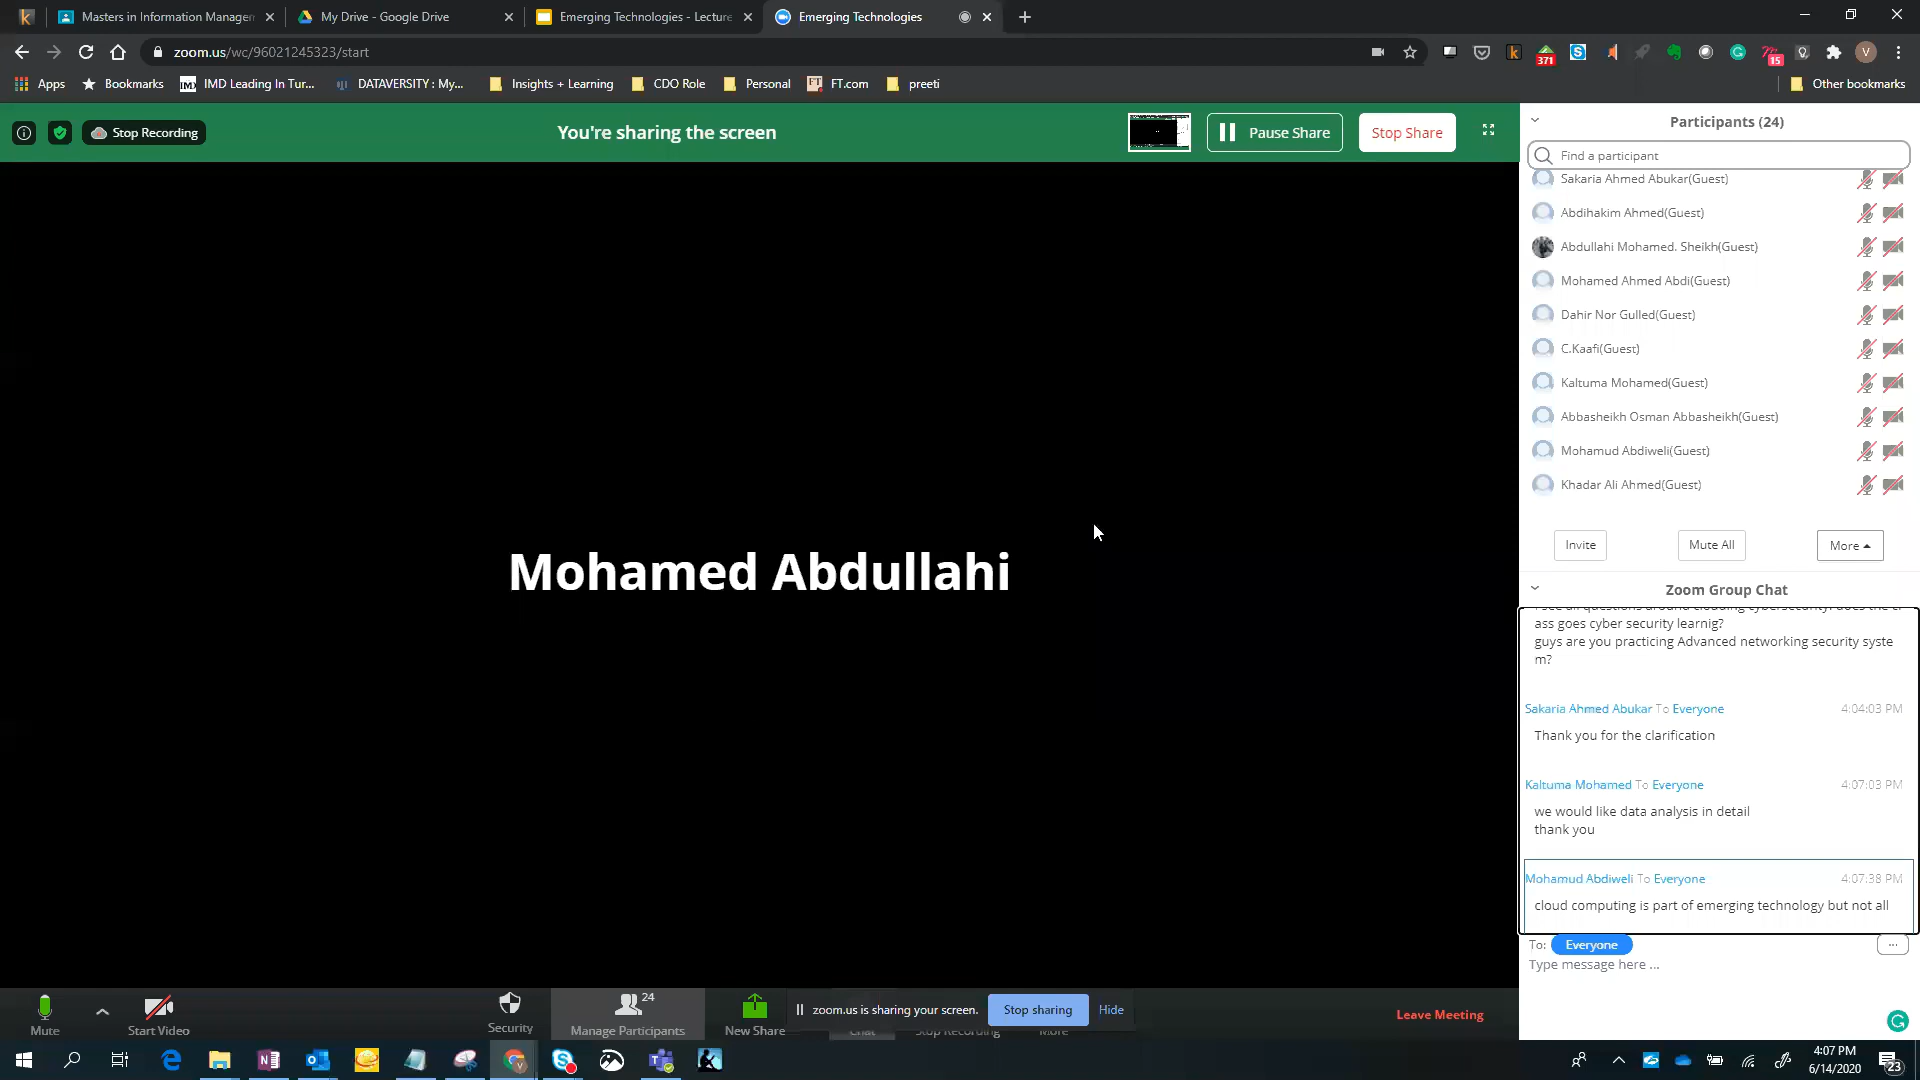 Masters in Information Managem
My Drive - Google Drive
Emerging Technologies - Lecture
Emerging Technologies
zoom.us/wc/96021245323/start
371
15
V
Apps
Bookmarks
IMD Leading In Tur...
DATAVERSITY : My...
Insights + Learning
CDO Role
Personal
FT.com
preeti
Other bookmarks
Stop Recording
You're sharing the screen
Pause Share
Stop Share
Participants (24)
Find a participant
Sakaria Ahmed Abukar(Guest)
Abdihakim Ahmed(Guest)
Abdullahi Mohamed. Sheikh(Guest)
Mohamed Ahmed Abdi(Guest)
Dahir Nor Gulled(Guest)
C.Kaafi(Guest)
Kaltuma Mohamed(Guest)
Abbasheikh Osman Abbasheikh(Guest)
Mohamud Abdiweli(Guest)
Khadar Ali Ahmed(Guest)
Invite
Mute All
More
Mohamed Abdullahi
Zoom Group Chat
ass goes cyber security learnig?
guys are you practicing Advanced networking security syste
m?
Sakaria Ahmed Abukar To Everyone 4:04:03 PM
Thank you for the clarification
Kaltuma Mohamed To Everyone 4:07:03 PM
we would like data analysis in detail
thank you
Mohamud Abdiweli To Everyone 4:07:38 PM
cloud computing is part of emerging technology but not all
To: Everyone ...
Type message here ...
Mute
Start Video
Security
24
Manage Participants
New Share
zoom.us is sharing your screen.
Stop sharing
Hide
Leave Meeting
4:07 PM
6/14/2020
23